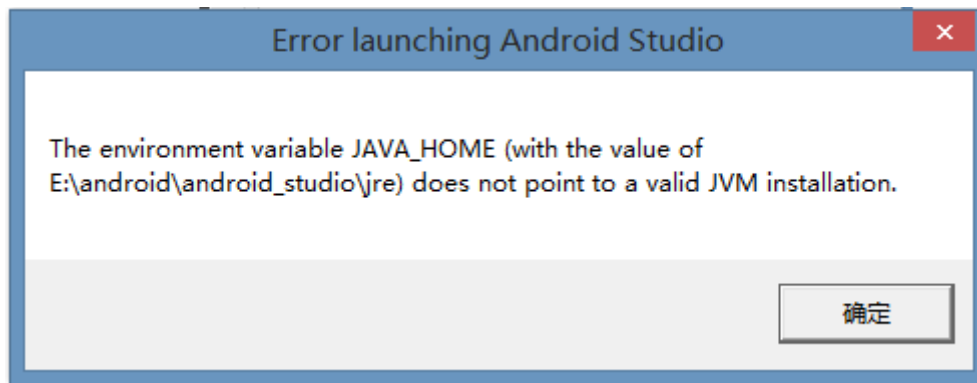 Error launching Android Studio
The environment variable JAVA_HOME (with the value of
E:\android\android_studio\jre) does not point to a valid JVM installation.
确定